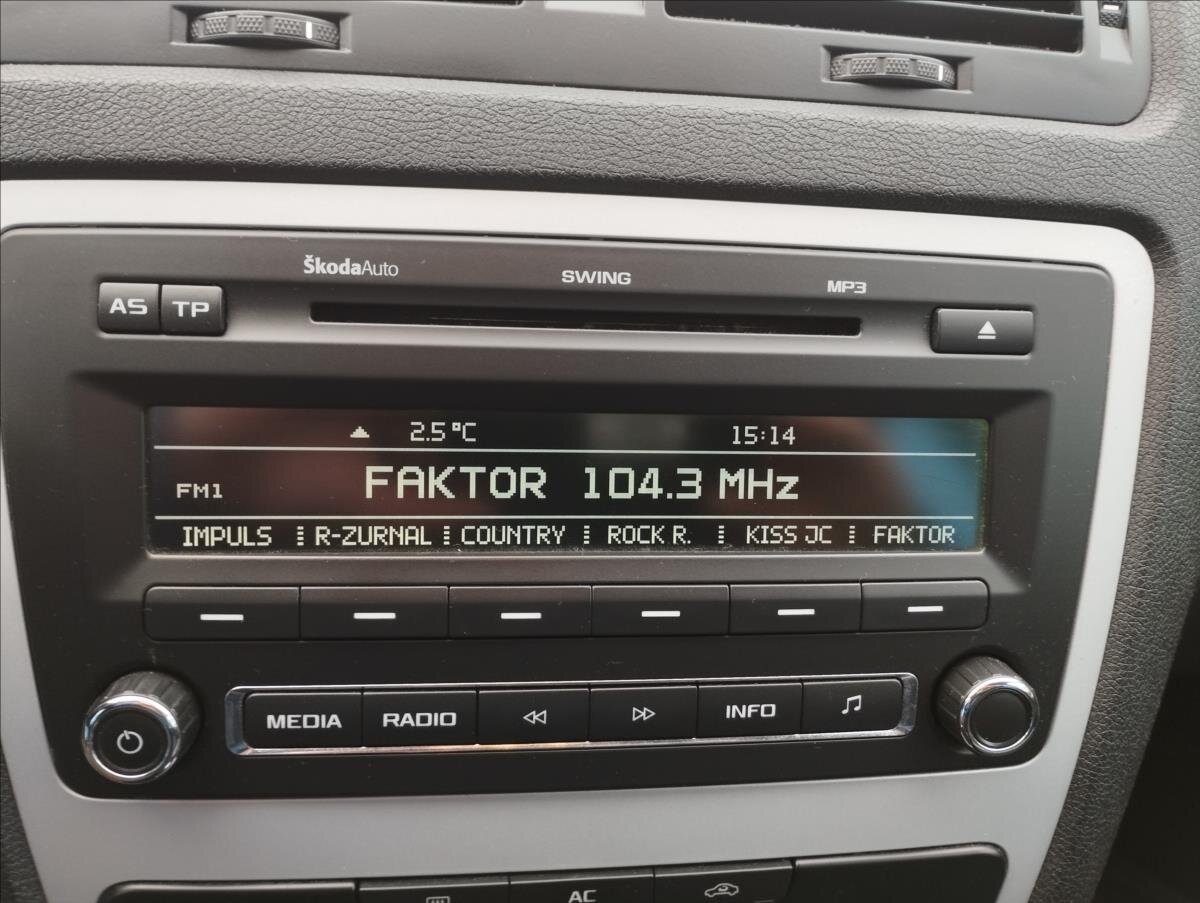 ŠkodaAuto SWING MP3
AS TP
2.5 °C 15:14
FM1 FAKTOR 104.3 MHz
IMPULS R-ZURNAL COUNTRY ROCK R. KISS JC FAKTOR
MEDIA RADIO INFO
AC